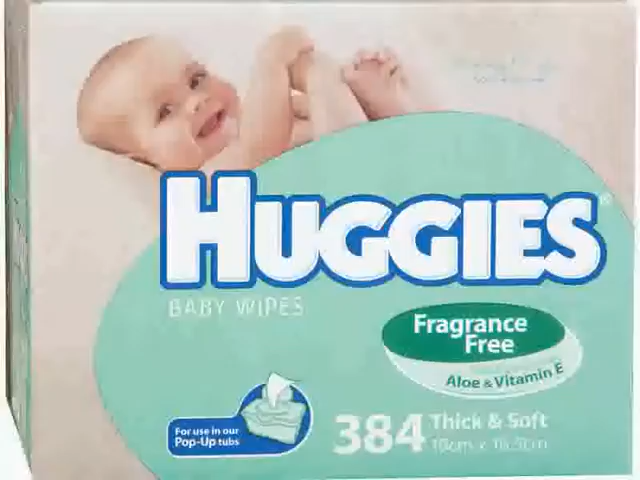 HUGGIES®
BABY WIPES
Fragrance
Free
Aloe & Vitamin E
For use in our
Pop-Up tubs
384 Thick & Soft